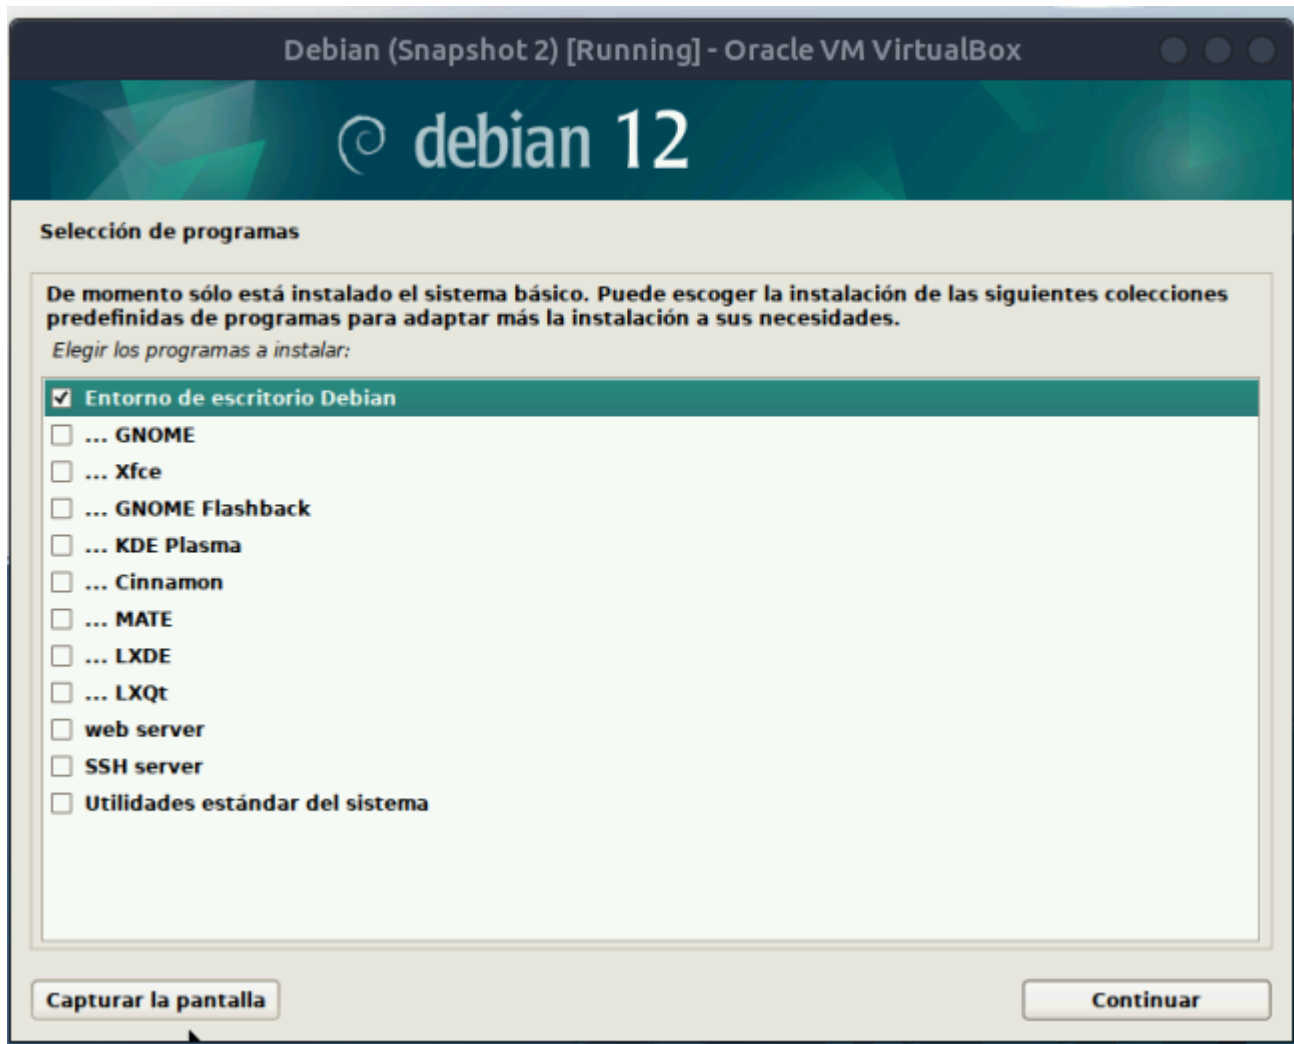 Debian (Snapshot 2) [Running] - Oracle VM VirtualBox
debian 12
Selección de programas
De momento sólo está instalado el sistema básico. Puede escoger la instalación de las siguientes colecciones
predefinidas de programas para adaptar más la instalación a sus necesidades.
Elegir los programas a instalar:
Entorno de escritorio Debian
... GNOME
... Xfce
... GNOME Flashback
... KDE Plasma
... Cinnamon
... MATE
... LXDE
... LXQt
web server
SSH server
Utilidades estándar del sistema
Capturar la pantalla
Continuar